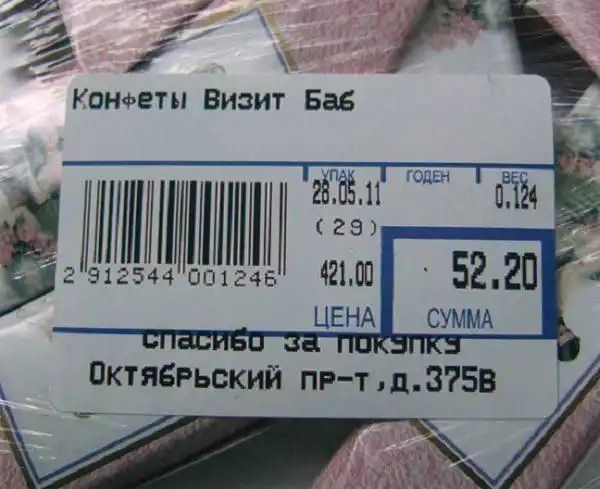 Конфеты Визит Баб
УПАК ГОДЕН ВЕС
28.05.11 0.124
(29)
421.00 52.20
2 912544 001246
ЦЕНА СУММА
спасибо за покупку
Октябрьский пр-т,д.375В